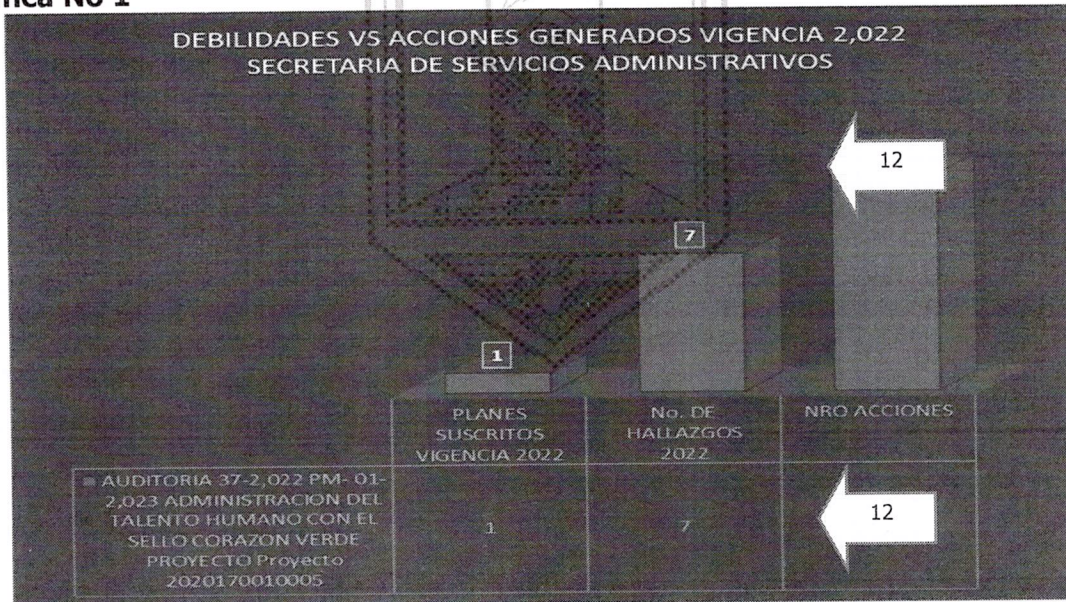 fica No 1
DEBILIDADES VS ACCIONES GENERADOS VIGENCIA 2,022
SECRETARIA DE SERVICIOS ADMINISTRATIVOS
12
7
1
PLANES
SUSCRITOS
VIGENCIA 2022
No. DE
HALLAZGOS
2022
NRO ACCIONES
AUDITORIA 37-2,022 PM- 01-
2,023 ADMINISTRACION DEL
TALENTO HUMANO CON EL
SELLO CORAZON VERDE
PROYECTO Proyecto
2020170010005
1
7
12